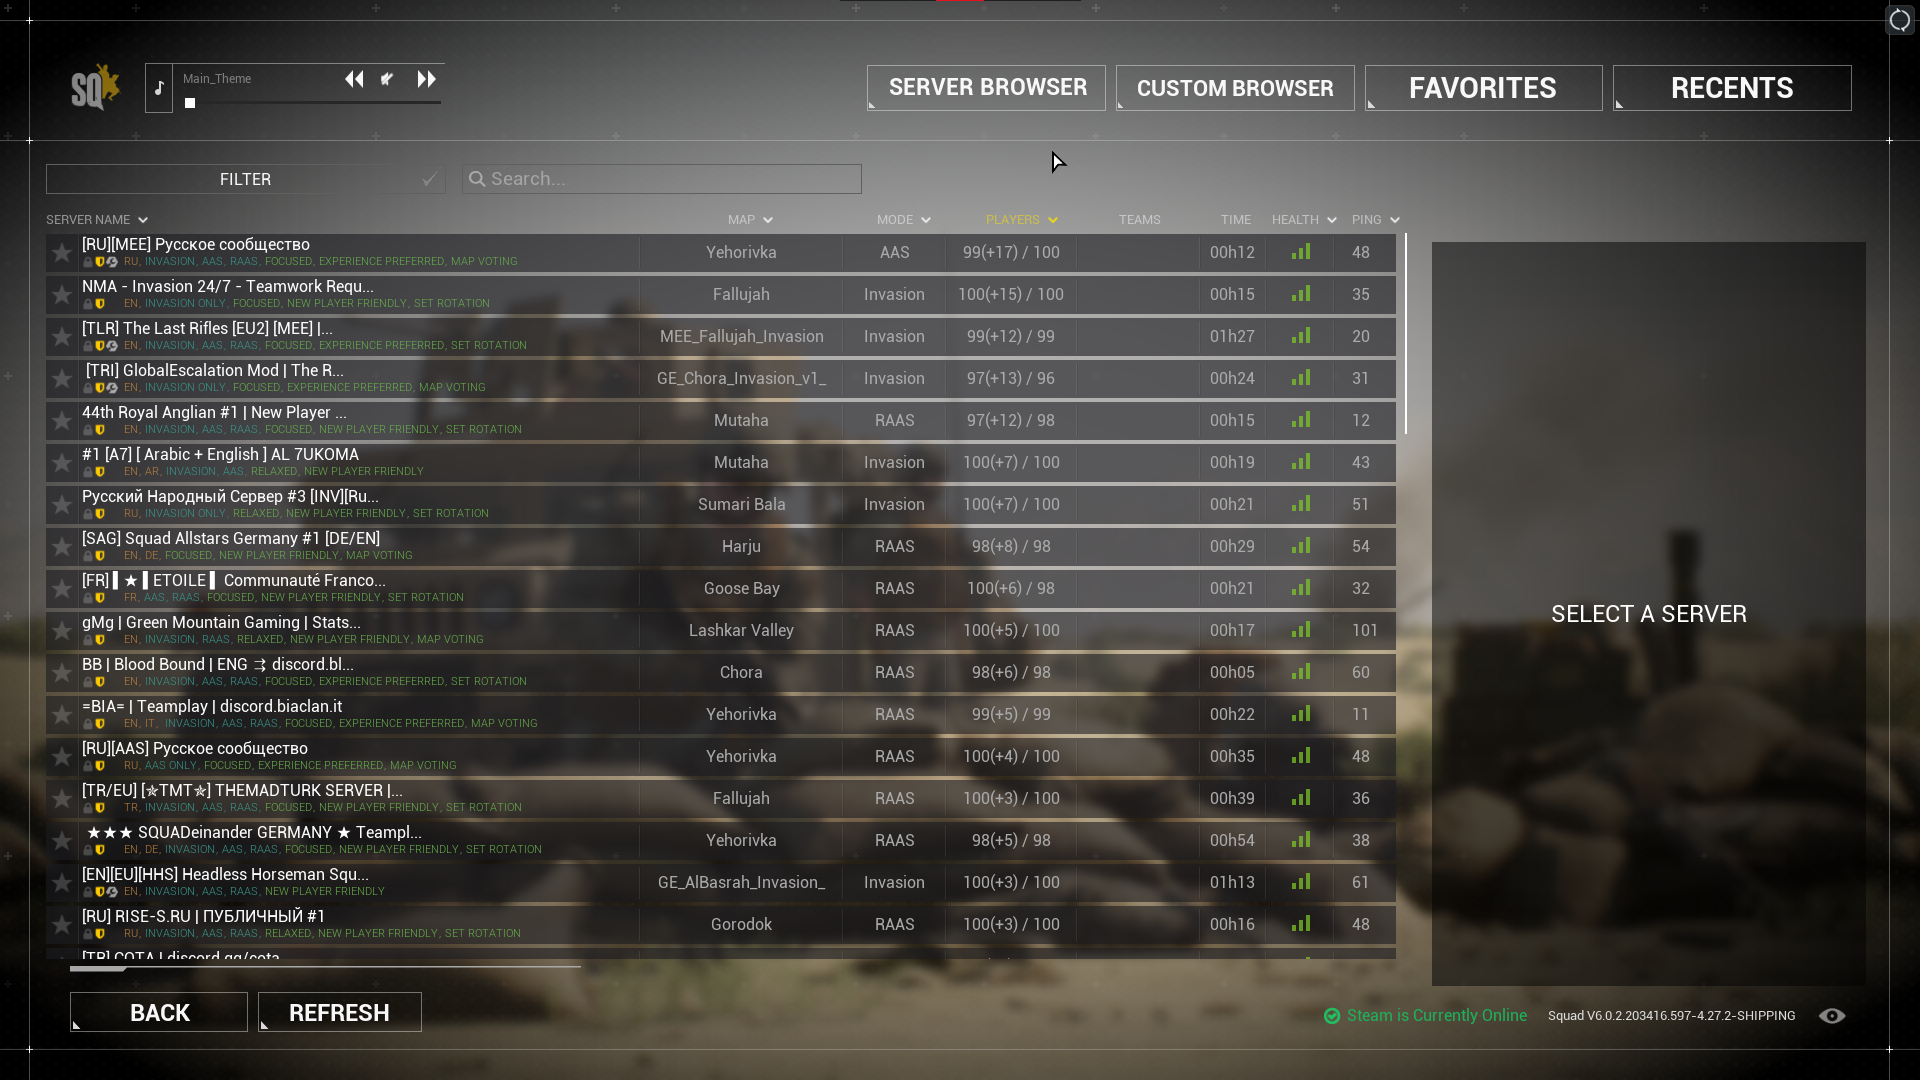 SQ
Main_Theme
SERVER BROWSER
CUSTOM BROWSER
FAVORITES
RECENTS
FILTER
Search...
SERVER NAME MAP MODE PLAYERS TEAMS TIME HEALTH PING
[RU][MEE] Русское сообщество
RU, INVASION, AAS, RAAS, FOCUSED, EXPERIENCE PREFERRED, MAP VOTING
Yehorivka AAS 99(+17) / 100 00h12 48
NMA - Invasion 24/7 - Teamwork Requ...
EN, INVASION ONLY, FOCUSED, NEW PLAYER FRIENDLY, SET ROTATION
Fallujah Invasion 100(+15) / 100 00h15 35
[TLR] The Last Rifles [EU2] [MEE] |...
EN, INVASION, AAS, RAAS, FOCUSED, EXPERIENCE PREFERRED, SET ROTATION
MEE_Fallujah_Invasion Invasion 99(+12) / 99 01h27 20
[TRI] GlobalEscalation Mod | The R...
EN, INVASION ONLY, FOCUSED, EXPERIENCE PREFERRED, MAP VOTING
GE_Chora_Invasion_v1_ Invasion 97(+13) / 96 00h24 31
44th Royal Anglian #1 | New Player ...
EN, INVASION, AAS, RAAS, FOCUSED, NEW PLAYER FRIENDLY, SET ROTATION
Mutaha RAAS 97(+12) / 98 00h15 12
#1 [A7] [ Arabic + English ] AL 7UKOMA
EN, AR, INVASION, AAS, RELAXED, NEW PLAYER FRIENDLY
Mutaha Invasion 100(+7) / 100 00h19 43
Русский Народный Сервер #3 [INV][Ru...
RU, INVASION ONLY, RELAXED, NEW PLAYER FRIENDLY, SET ROTATION
Sumari Bala Invasion 100(+7) / 100 00h21 51
[SAG] Squad Allstars Germany #1 [DE/EN]
EN, DE, FOCUSED, NEW PLAYER FRIENDLY, MAP VOTING
Harju RAAS 98(+8) / 98 00h29 54
[FR] ▌★ ▌ETOILE ▌ Communauté Franco...
FR, AAS, RAAS, FOCUSED, NEW PLAYER FRIENDLY, SET ROTATION
Goose Bay RAAS 100(+6) / 98 00h21 32
gMg | Green Mountain Gaming | Stats...
EN, INVASION, RAAS, RELAXED, NEW PLAYER FRIENDLY, MAP VOTING
Lashkar Valley RAAS 100(+5) / 100 00h17 101
BB | Blood Bound | ENG ⇉ discord.bl...
EN, INVASION, AAS, RAAS, FOCUSED, EXPERIENCE PREFERRED, SET ROTATION
Chora RAAS 98(+6) / 98 00h05 60
=BIA= | Teamplay | discord.biaclan.it
EN, IT, INVASION, AAS, RAAS, FOCUSED, EXPERIENCE PREFERRED, MAP VOTING
Yehorivka RAAS 99(+5) / 99 00h22 11
[RU][AAS] Русское сообщество
RU, AAS ONLY, FOCUSED, EXPERIENCE PREFERRED, MAP VOTING
Yehorivka RAAS 100(+4) / 100 00h35 48
[TR/EU] [✯TMT✯] THEMADTURK SERVER |...
TR, INVASION, AAS, RAAS, FOCUSED, NEW PLAYER FRIENDLY, SET ROTATION
Fallujah RAAS 100(+3) / 100 00h39 36
★★★ SQUADeinander GERMANY ★ Teampl...
EN, DE, INVASION, AAS, RAAS, FOCUSED, NEW PLAYER FRIENDLY, SET ROTATION
Yehorivka RAAS 98(+5) / 98 00h54 38
[EN][EU][HHS] Headless Horseman Squ...
EN, INVASION, AAS, RAAS, NEW PLAYER FRIENDLY
GE_AlBasrah_Invasion_ Invasion 100(+3) / 100 01h13 61
[RU] RISE-S.RU | ПУБЛИЧНЫЙ #1
RU, INVASION, AAS, RAAS, RELAXED, NEW PLAYER FRIENDLY, SET ROTATION
Gorodok RAAS 100(+3) / 100 00h16 48
SELECT A SERVER
BACK
REFRESH
Steam is Currently Online
Squad V6.0.2.203416.597-4.27.2-SHIPPING